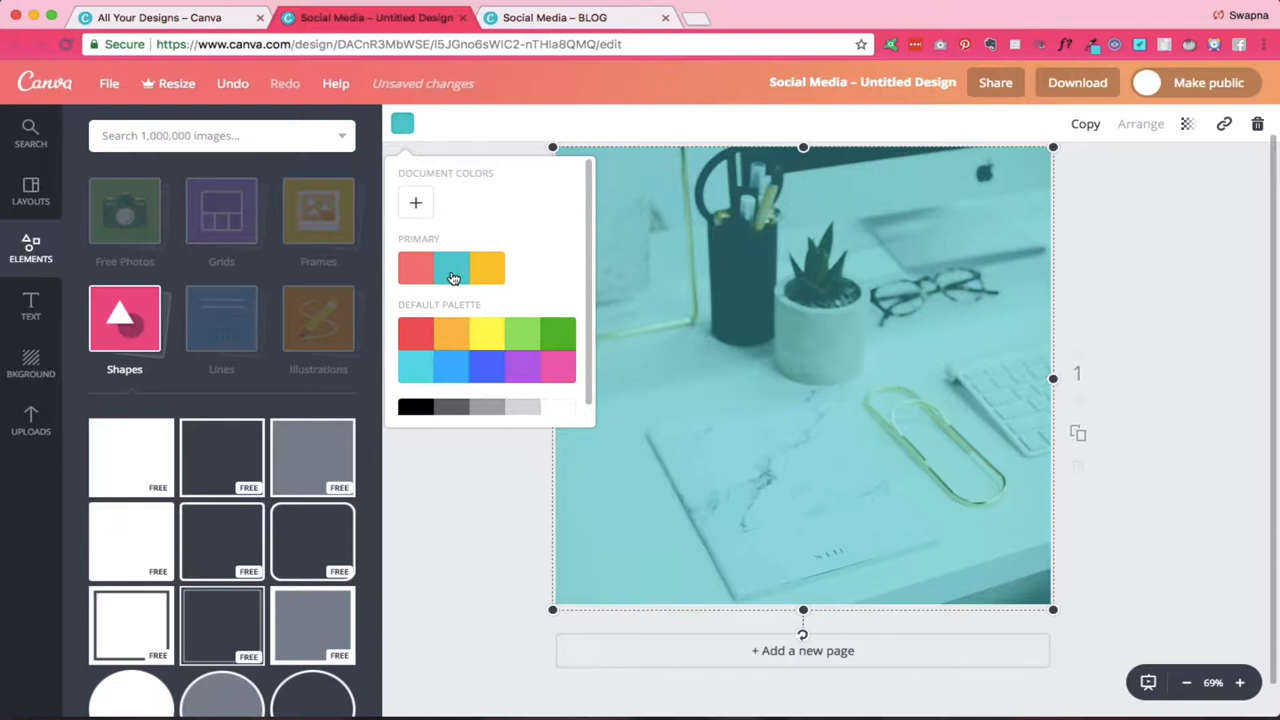 All Your Designs – Canva
Social Media – Untitled Design
Social Media – BLOG
Swapna
Secure
https://www.canva.com/design/DACnR3MbWSE/I5JGno6sWIC2-nTHIa8QMQ/edit
Canva
File
Resize
Undo
Redo
Help
Unsaved changes
Social Media – Untitled Design
Share
Download
Make public
SEARCH
LAYOUTS
ELEMENTS
TEXT
BKGROUND
UPLOADS
Search 1,000,000 images...
Free Photos
Grids
Frames
Shapes
Lines
Illustrations
FREE
FREE
FREE
FREE
FREE
FREE
FREE
FREE
FREE
Copy
Arrange
DOCUMENT COLORS
+
PRIMARY
DEFAULT PALETTE
1
+ Add a new page
69%